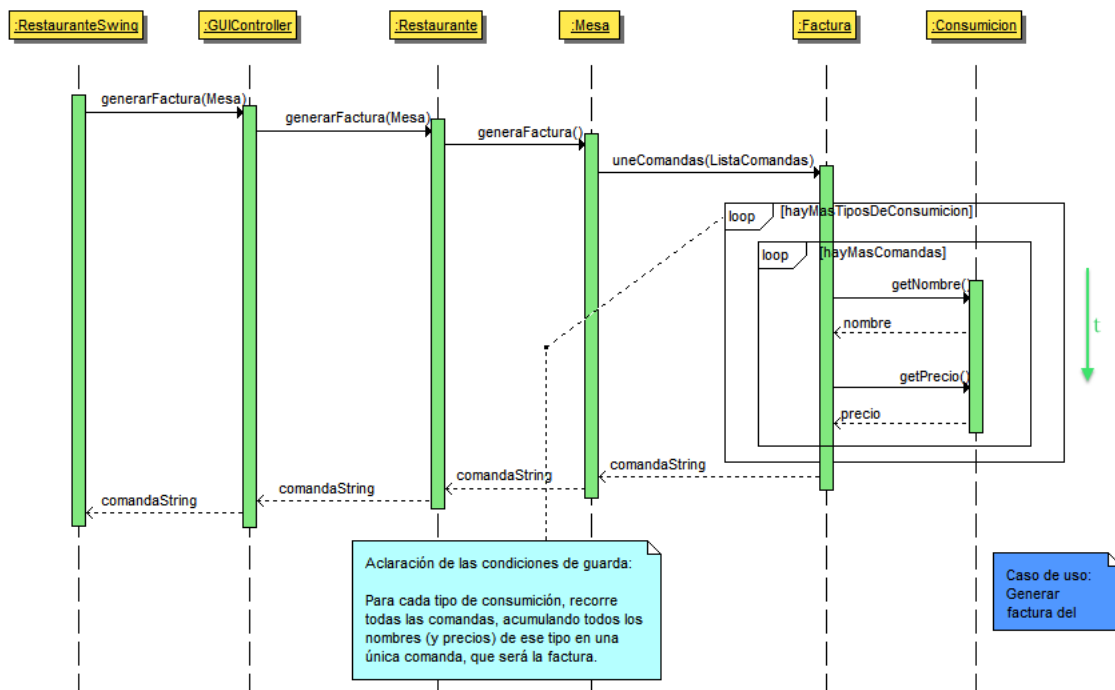 :RestauranteSwing
:GUIController
:Restaurante
:Mesa
:Factura
:Consumicion
generarFactura(Mesa)
generarFactura(Mesa)
generaFactura()
uneComandas(ListaComandas)
loop
[hayMasTiposDeConsumicion]
loop
[hayMasComandas]
getNombre()
nombre
t
getPrecio()
precio
comandaString
comandaString
comandaString
comandaString
Aclaración de las condiciones de guarda:
Para cada tipo de consumición, recorre
todas las comandas, acumulando todos los
nombres (y precios) de ese tipo en una
única comanda, que será la factura.
Caso de uso:
Generar
factura del